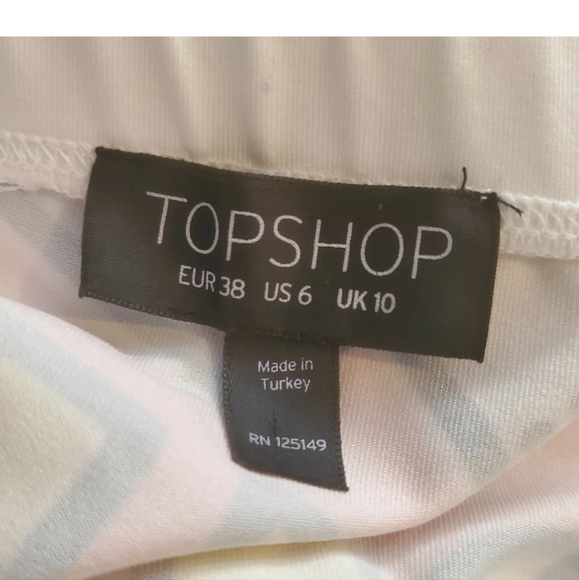 TOPSHOP
EUR 38 US 6 UK 10
Made in
Turkey
RN 125149